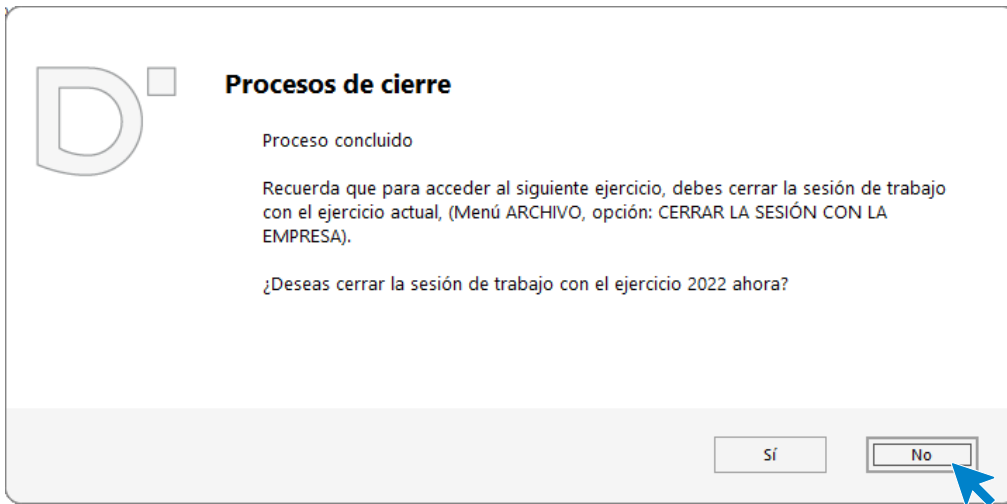 Procesos de cierre
Proceso concluido
Recuerda que para acceder al siguiente ejercicio, debes cerrar la sesión de trabajo
con el ejercicio actual, (Menú ARCHIVO, opción: CERRAR LA SESIÓN CON LA
EMPRESA).
¿Deseas cerrar la sesión de trabajo con el ejercicio 2022 ahora?
Sí
No